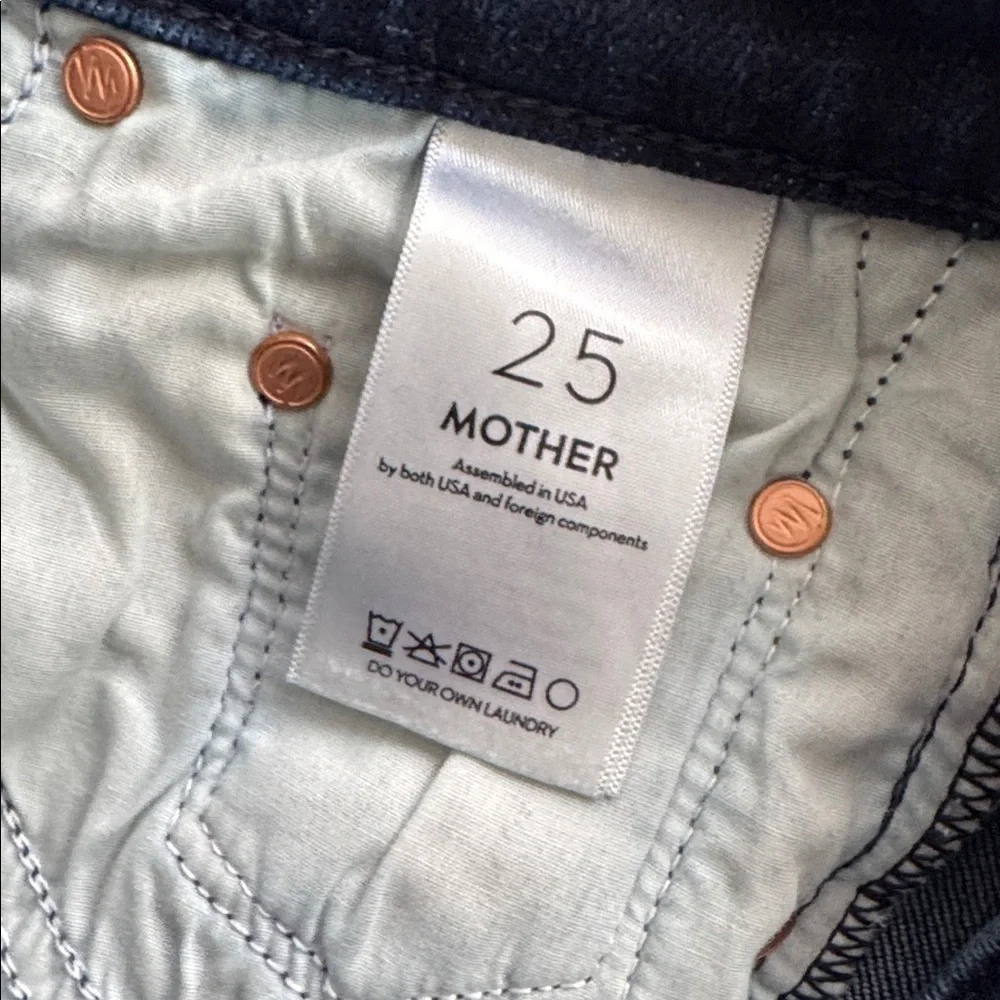 25
MOTHER
Assembled in USA
by both USA and foreign components
DO YOUR OWN LAUNDRY